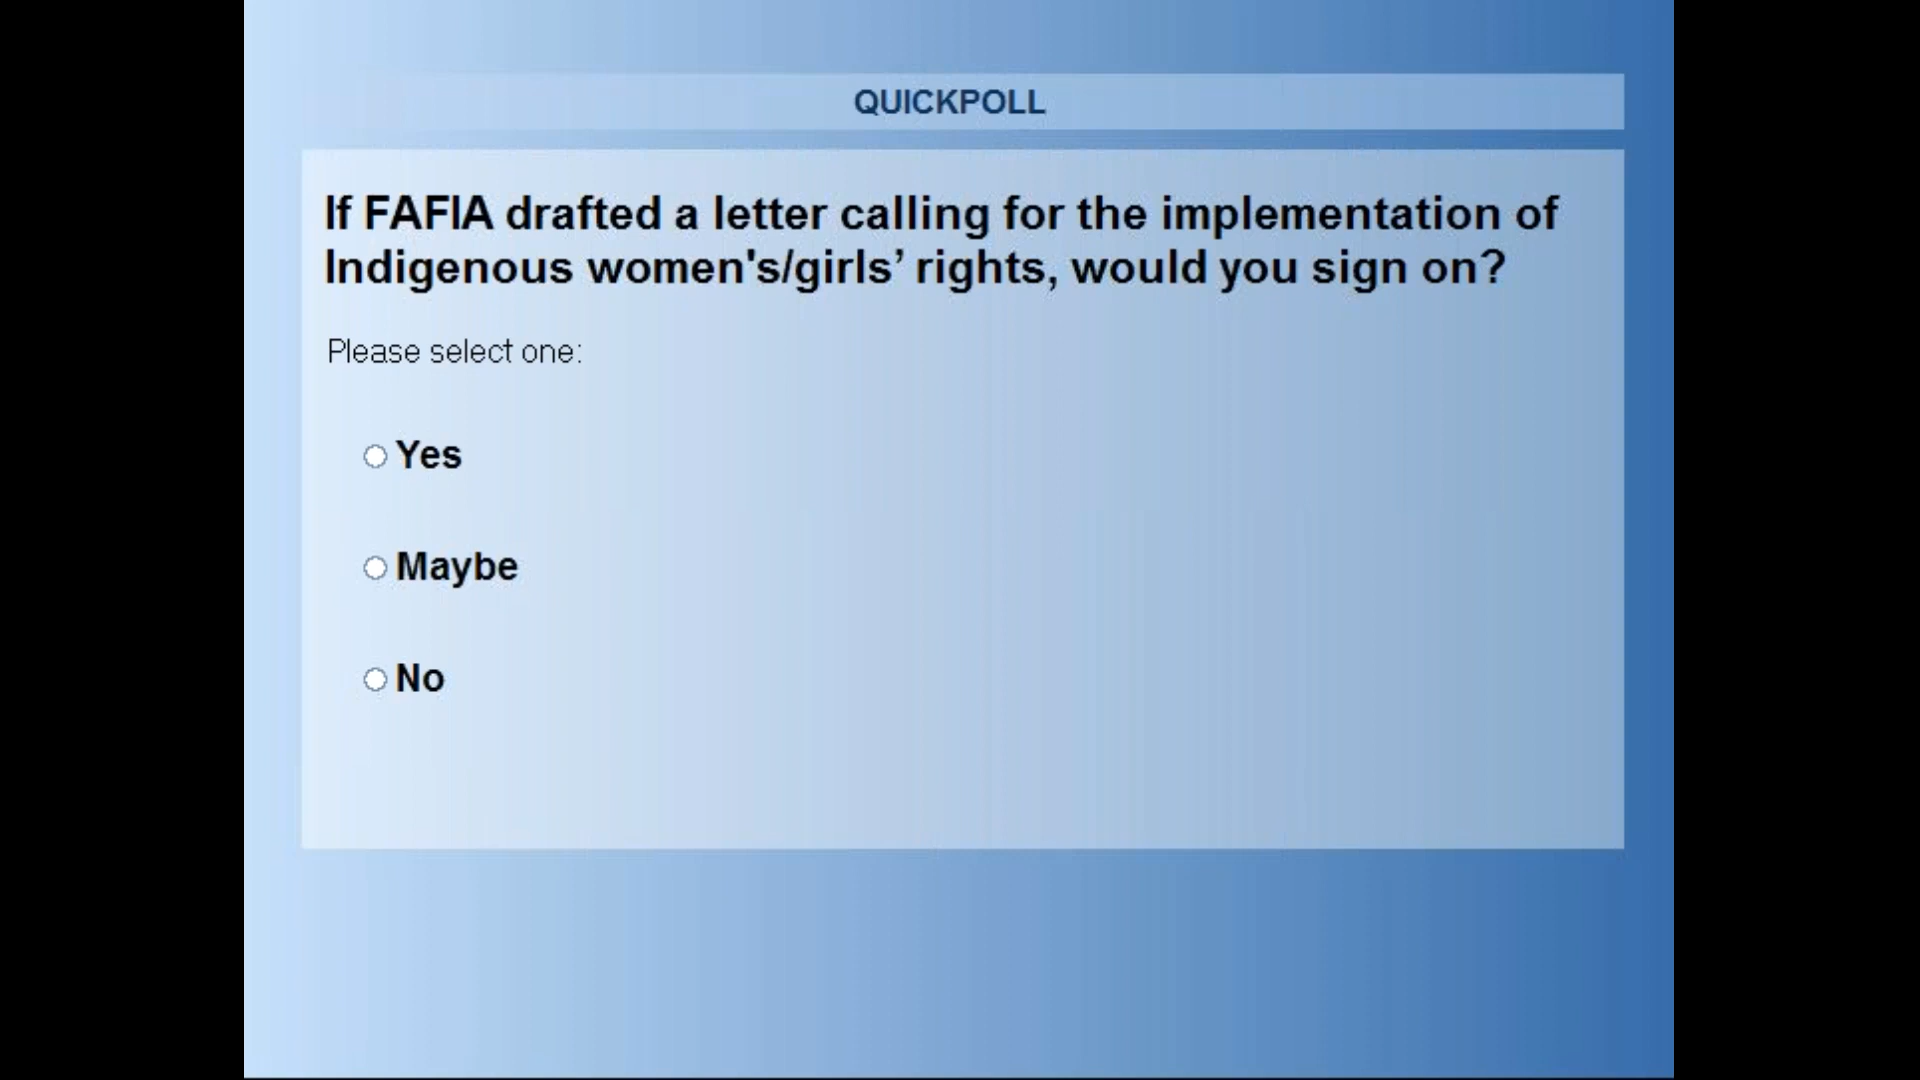 QUICKPOLL
If FAFIA drafted a letter calling for the implementation of
Indigenous women's/girls’ rights, would you sign on?
Please select one:
Yes
Maybe
No